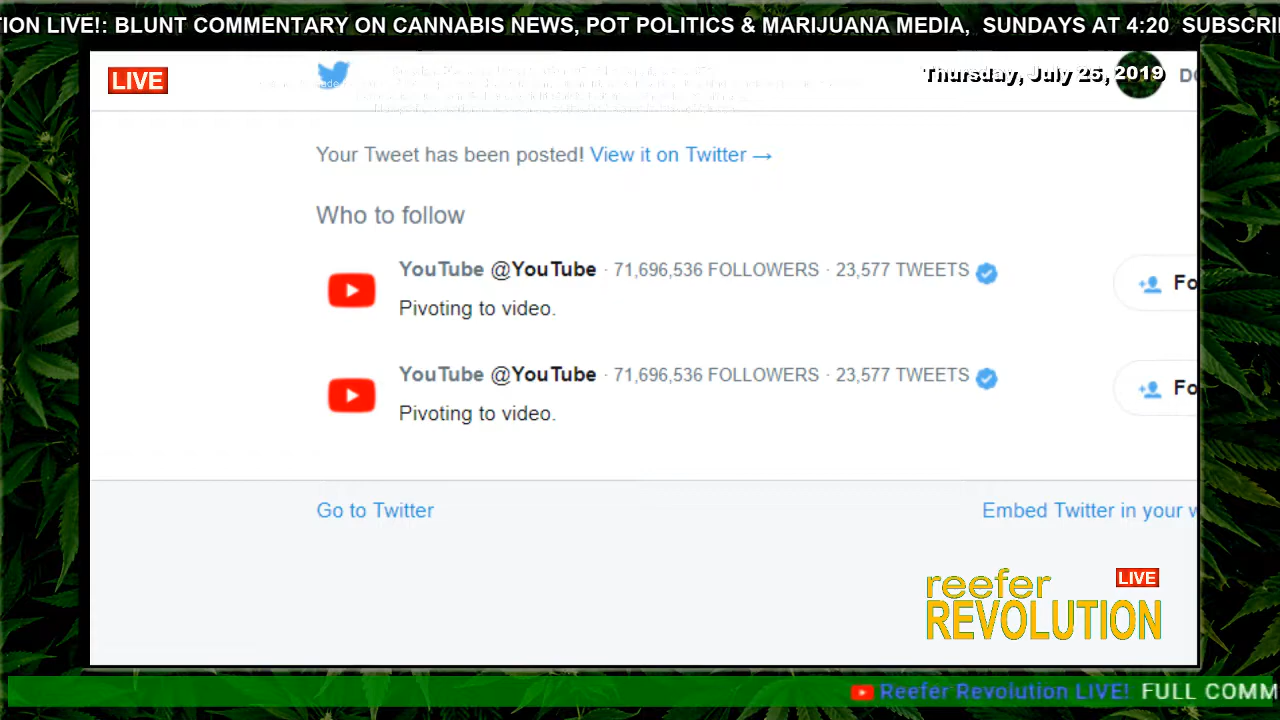 TION LIVE!: BLUNT COMMENTARY ON CANNABIS NEWS, POT POLITICS & MARIJUANA MEDIA, SUNDAYS AT 4:20 SUBSCRI
LIVE
Thursday, July 25, 2019
Your Tweet has been posted! View it on Twitter →
Who to follow
YouTube @YouTube · 71,696,536 FOLLOWERS · 23,577 TWEETS
Fo
Pivoting to video.
YouTube @YouTube · 71,696,536 FOLLOWERS · 23,577 TWEETS
Fo
Pivoting to video.
Go to Twitter
Embed Twitter in your w
reefer LIVE
REVOLUTION
Reefer Revolution LIVE! FULL COMM